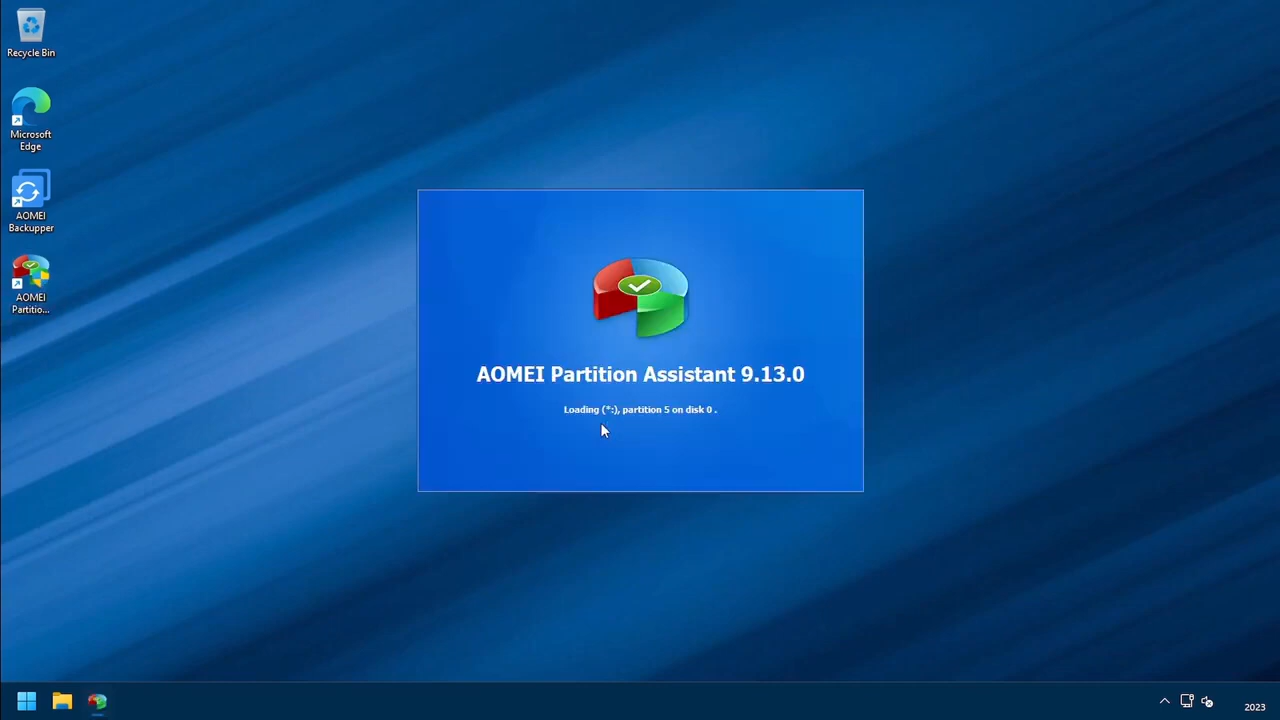 Recycle Bin
Microsoft
Edge
AOMEI
Backupper
AOMEI
Partitio...
AOMEI Partition Assistant 9.13.0
Loading (*:), partition 5 on disk 0 .
2023